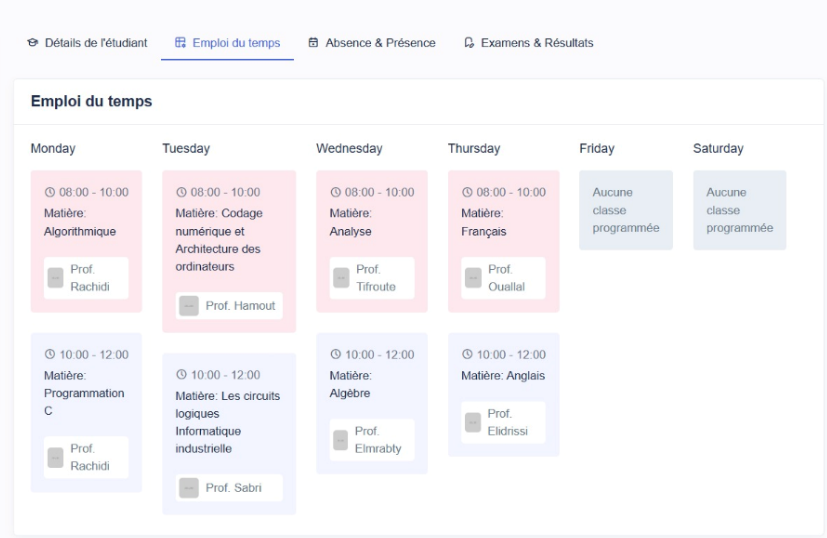 Détails de l'étudiant
Emploi du temps
Absence & Présence
Examens & Résultats
Emploi du temps
Monday
08:00 - 10:00
Matière:
Algorithmique
Prof.
Rachidi
10:00 - 12:00
Matière:
Programmation
C
Prof.
Rachidi
Tuesday
08:00 - 10:00
Matière: Codage
numérique et
Architecture des
ordinateurs
Prof. Hamout
10:00 - 12:00
Matière: Les circuits
logiques
Informatique
industrielle
Prof. Sabri
Wednesday
08:00 - 10:00
Matière:
Analyse
Prof.
Tifroute
10:00 - 12:00
Matière:
Algèbre
Prof.
Elmrabty
Thursday
08:00 - 10:00
Matière:
Français
Prof.
Ouallal
10:00 - 12:00
Matière: Anglais
Prof.
Elidrissi
Friday
Aucune
classe
programmée
Saturday
Aucune
classe
programmée